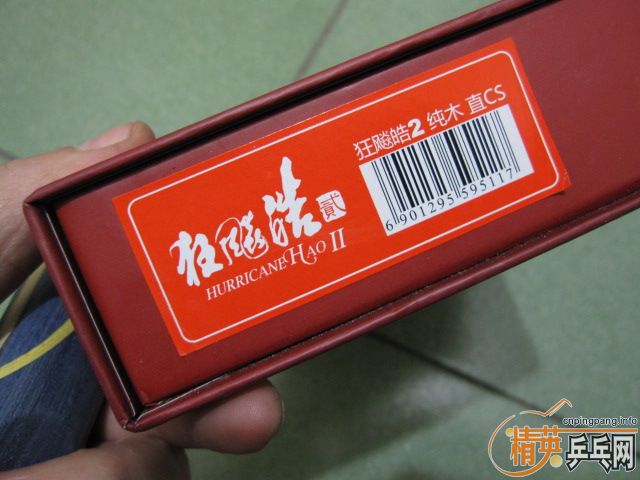 狂飚皓2 纯木 直CS
6 901295 595117
狂飚皓 贰
HURRICANE HAO II
cnpingpang.info
精英乒乓网